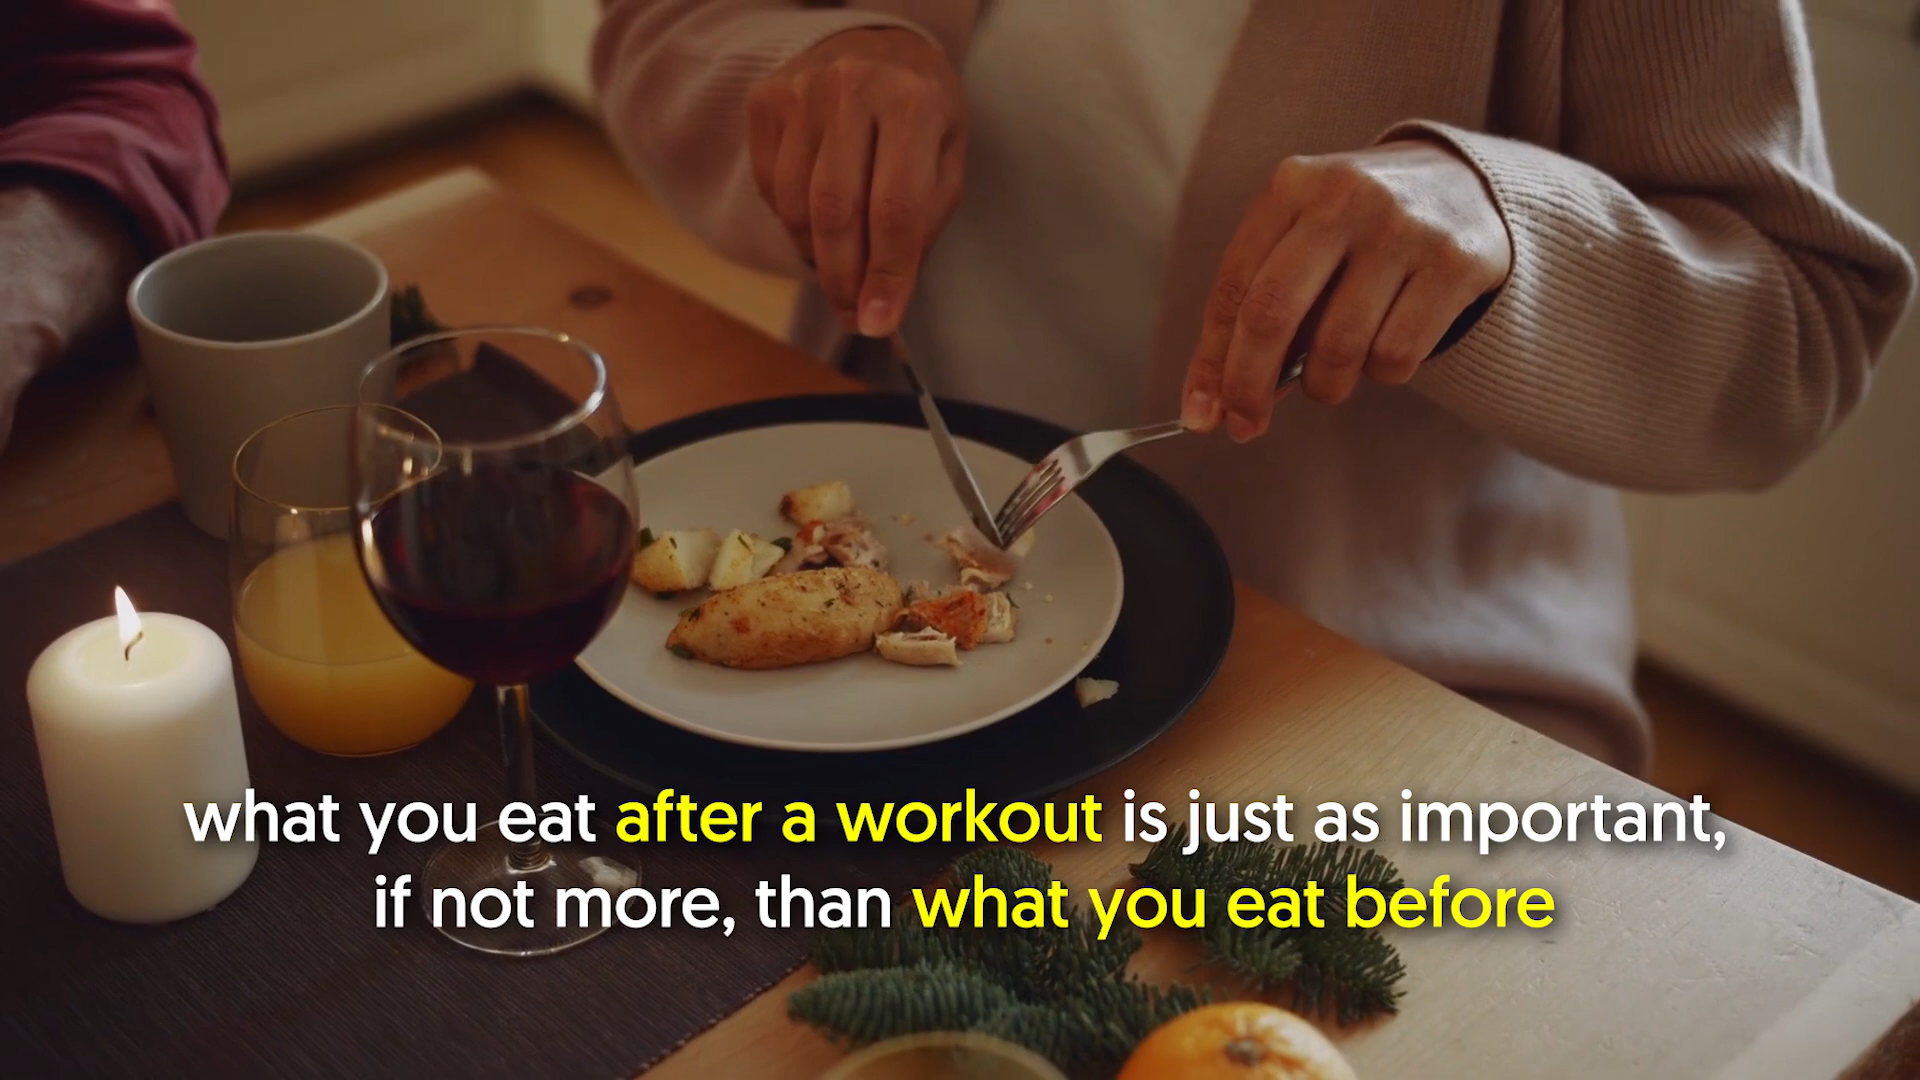 what you eat after a workout is just as important,
if not more, than what you eat before